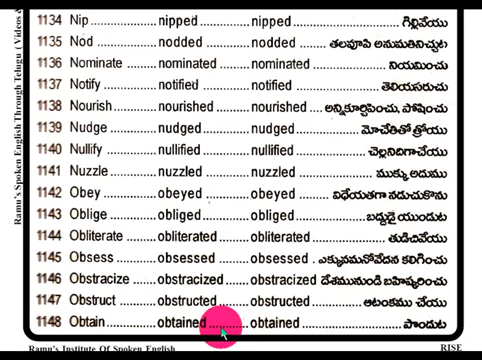 1134 Nip ................... nipped ........... nipped ................................. గిల్లివేయు
1135 Nod ................. nodded ......... nodded ................. తలవూపి అనుమతినిచ్చుట
1136 Nominate ........ nominated ..... nominated .......................... నియమించు
1137 Notify .............. notified ......... notified ......................... తెలియపరుచు
1138 Nourish ........... nourished ...... nourished ..... అన్నికూర్చిపెంచు, పోషించు
1139 Nudge ............. nudged .......... nudged .................... మోచేతితో త్రోయు
1140 Nullify ............. nullified .......... nullified ..................... చెల్లనిదిగాచేయు
1141 Nuzzle ............. nuzzled .......... nuzzled ........................ ముక్కు అదుము
1142 Obey ............... obeyed ........... obeyed ............. విధేయతగా నడుచుకొను
1143 Oblige ............. obliged ........... obliged ...................... బద్దుడై యుండుట
1144 Obliterate ........ obliterated ..... obliterated ........................ తుడిచివేయు
1145 Obsess ............ obsessed ........ obsessed . ఎక్కువమనోవేదన కలిగించు
1146 Obstracize ....... obstracized .... obstracized దేశమునుండి బహిష్కరించు
1147 Obstruct .......... obstructed ..... obstructed ................... ఆటంకము చేయు
1148 Obtain .............. obtained .......... obtained ............................ పొందుట
Ramu's Spoken English Through Telugu ( Videos &
Ramu's Institute Of Spoken English
RISE